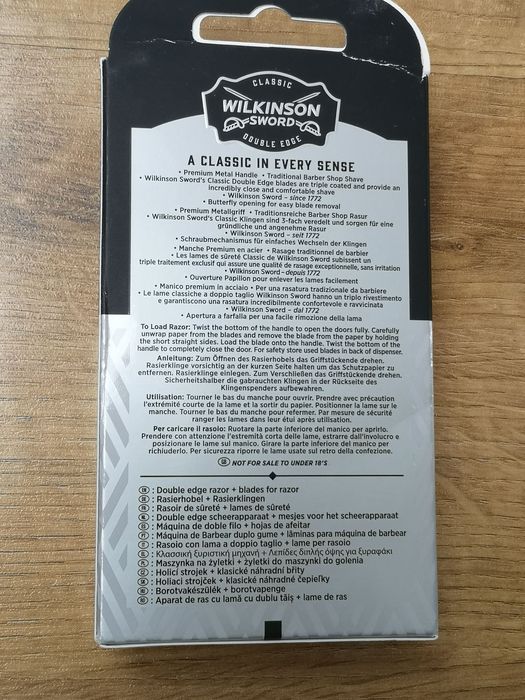 CLASSIC
WILKINSON
SWORD
DOUBLE EDGE
A CLASSIC IN EVERY SENSE
• Premium Metal Handle • Traditional Barber Shop Shave
• Wilkinson Sword's Classic Double Edge blades are triple coated and provide an
incredibly close and comfortable shave
• Wilkinson Sword – since 1772
• Butterfly opening for easy blade removal
• Premium Metallgriff • Traditionsreiche Barber Shop Rasur
• Wilkinson Sword's Classic Klingen sind 3-fach veredelt und sorgen für eine
gründliche und angenehme Rasur
• Wilkinson Sword – seit 1772
• Schraubmechanismus für einfaches Wechseln der Klingen
• Manche Premium en acier • Rasage traditionnel de barbier
• Les lames de sûreté Classic de Wilkinson Sword subissent un
triple traitement exclusif qui assure une qualité de rasage exceptionnelle, sans irritation
• Wilkinson Sword – depuis 1772
• Ouverture Papillon pour enlever les lames facilement
• Manico premium in acciaio • Per una rasatura tradizionale da barbiere
• Le lame classiche a doppio taglio Wilkinson Sword hanno un triplo rivestimento
e garantiscono una rasatura incredibilmente confortevole e ravvicinata
• Wilkinson Sword – dal 1772
• Apertura a farfalla per una facile rimozione della lama
To Load Razor: Twist the bottom of handle to open the doors fully. Carefully
unwrap paper from the blades and remove the blade from the paper by holding
the short straight sides. Load the blade onto the handle. Twist the bottom of the
handle to completely close the door. For safety store used blades in back of dispenser.
Anleitung: Zum Öffnen des Rasierhobels das Griffstückende drehen.
Rasierklinge vorsichtig an der kurzen Seite halten um das Schutzpapier zu
entfernen. Rasierklinge einlegen. Zum Verschließen das Griffstückende drehen.
Sicherheitshalber die gebrauchten Klingen in der Rückseite des
Klingenspenders aufbewahren.
Utilisation: Tourner le bas du manche pour ouvrir. Prendre avec précaution
l'extrémité courte de la lame et la sortir du papier. Positionner la lame sur le
manche. Tourner le bas du manche pour refermer. Par mesure de sécurité
ranger les lames dans leur étui après utilisation.
Per caricare il rasoio: Ruotare la parte inferiore del manico per aprirlo.
Prendere con attenzione l'estremità corta delle lame, estrarre dall'involucro e
posizionare le lame sul manico. Girare la parte inferiore del manico per
richiuderlo. Per sicurezza riporre le lame usate sul retro della confezione.
GB NOT FOR SALE TO UNDER 18'S
: Double edge razor + blades for razor
: Rasierhobel + Rasierklingen
: Rasoir de sûreté + lames de sûreté
: Double edge scheerapparaat + mesjes voor het scheerapparaat
: Máquina de doble filo + hojas de afeitar
: Máquina de Barbear duplo gume + lâminas para máquina de barbear
: Rasoio con lama a doppio taglio + lame per rasoio
: Κλασσική ξυριστική μηχανή + Λεπίδες διπλής όψης για ξυραφάκι
: Maszynka na żyletki + żyletki do maszynki do golenia
: Holicí strojek + klasické náhradní břity
: Holiaci strojček + klasické náhradné čepieľky
: Borotvakészülék + borotvapenge
: Aparat de ras cu lamă cu dublu tăiş + lame de ras